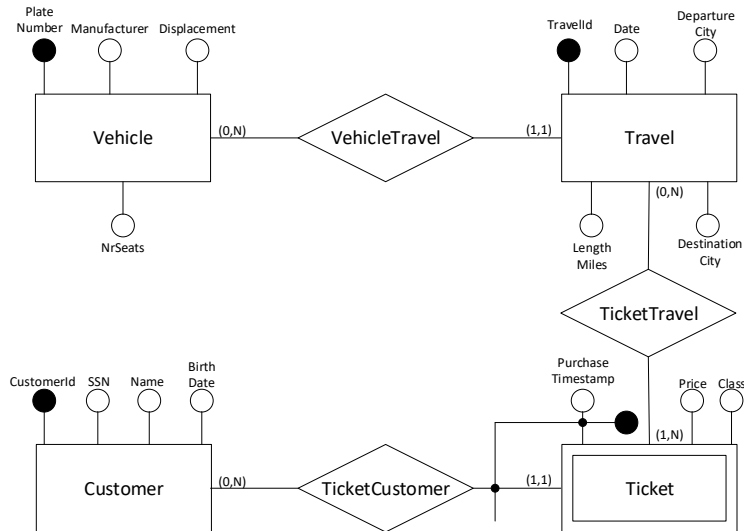 Plate
Number
Manufacturer
Displacement
TravelId
Date
Departure
City
Vehicle
(0,N)
VehicleTravel
(1,1)
Travel
NrSeats
(0,N)
Length
Miles
Destination
City
TicketTravel
CustomerId
SSN
Name
Birth
Date
Purchase
Timestamp
Price
Class
(1,N)
Customer
(0,N)
TicketCustomer
(1,1)
Ticket